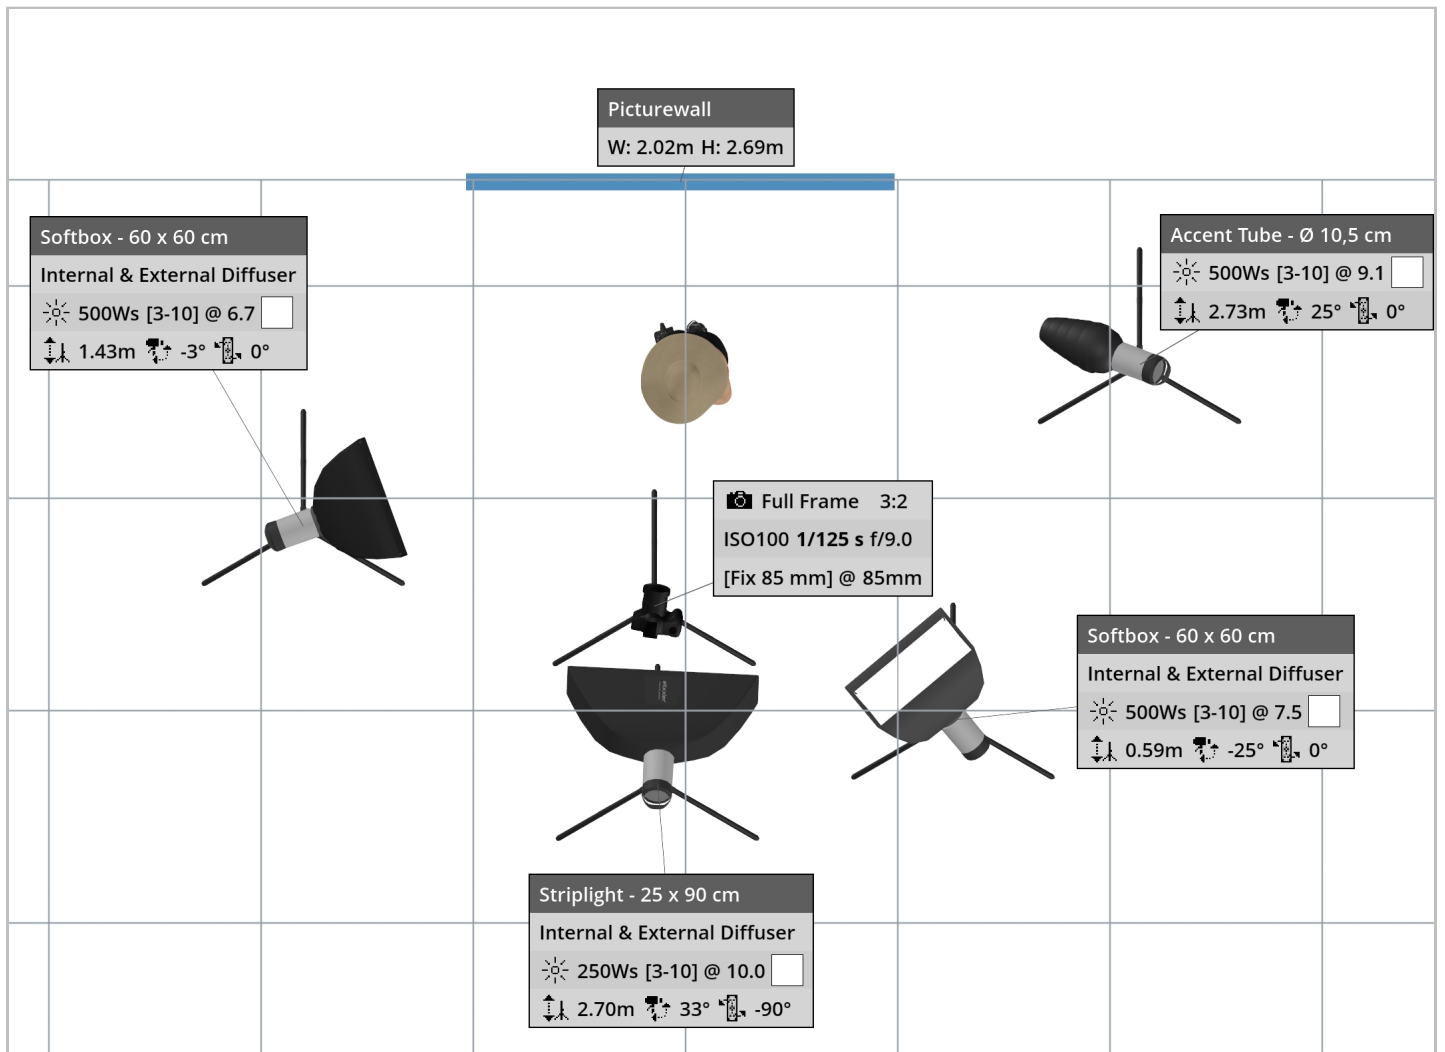 Picturewall
W: 2.02m H: 2.69m
Softbox - 60 x 60 cm
Internal & External Diffuser
500Ws [3-10] @ 6.7
1.43m -3° 0°
Accent Tube - Ø 10,5 cm
500Ws [3-10] @ 9.1
2.73m 25° 0°
Full Frame 3:2
ISO100 1/125 s f/9.0
[Fix 85 mm] @ 85mm
Softbox - 60 x 60 cm
Internal & External Diffuser
500Ws [3-10] @ 7.5
0.59m -25° 0°
Striplight - 25 x 90 cm
Internal & External Diffuser
250Ws [3-10] @ 10.0
2.70m 33° -90°